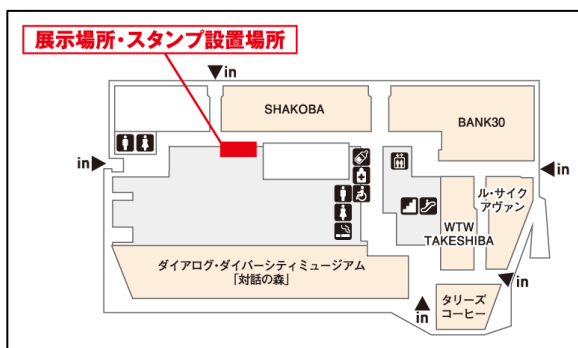 展示場所・スタンプ設置場所
in
SHAKOBA
BANK30
in
in
ル・サイク
アヴァン
WTW
TAKESHIBA
ダイアログ・ダイバーシティミュージアム
「対話の森」
in
in
タリーズ
コーヒー